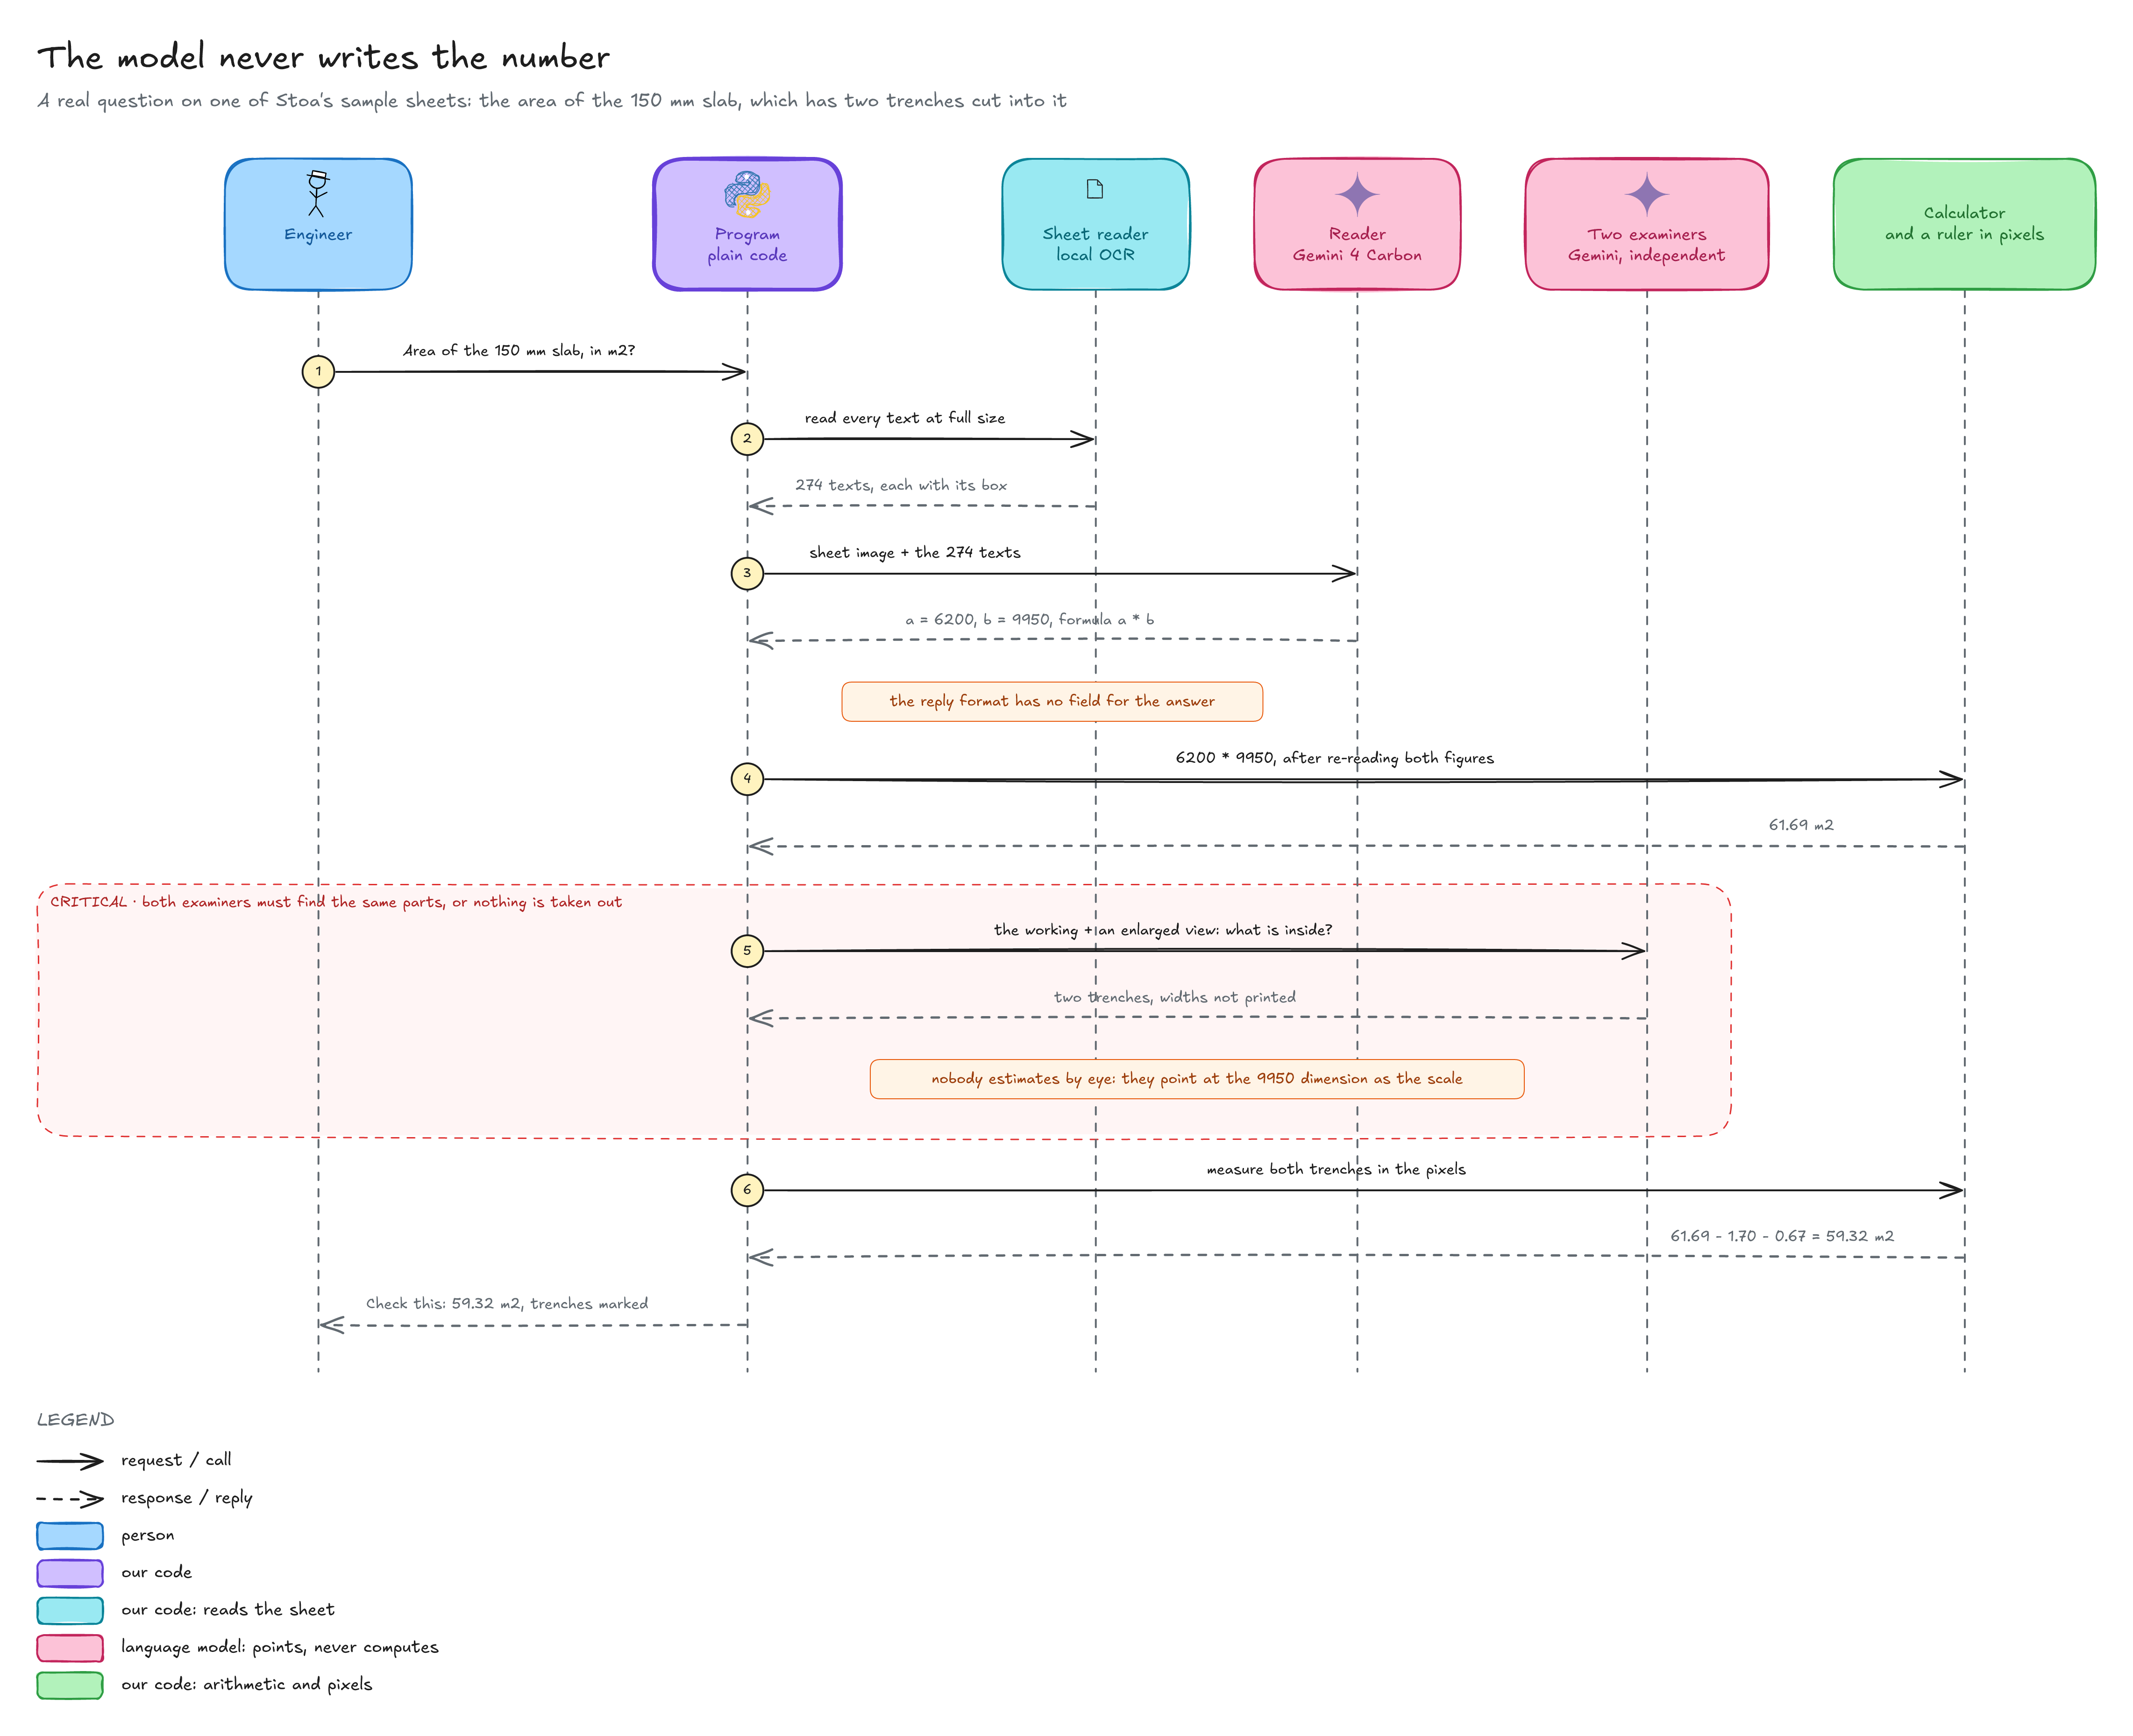 The model never writes the number
A real question on one of Stoa's sample sheets: the area of the 150 mm slab, which has two trenches cut into it
Engineer
Program
plain code
Sheet reader
local OCR
Reader
Gemini 4 Carbon
Two examiners
Gemini, independent
Calculator
and a ruler in pixels
1
Area of the 150 mm slab, in m2?
2
read every text at full size
274 texts, each with its box
3
sheet image + the 274 texts
a = 6200, b = 9950, formula a * b
the reply format has no field for the answer
4
6200 * 9950, after re-reading both figures
61.69 m2
CRITICAL · both examiners must find the same parts, or nothing is taken out
5
the working + an enlarged view: what is inside?
two trenches, widths not printed
nobody estimates by eye: they point at the 9950 dimension as the scale
6
measure both trenches in the pixels
61.69 - 1.70 - 0.67 = 59.32 m2
Check this: 59.32 m2, trenches marked
LEGEND
request / call
response / reply
person
our code
our code: reads the sheet
language model: points, never computes
our code: arithmetic and pixels